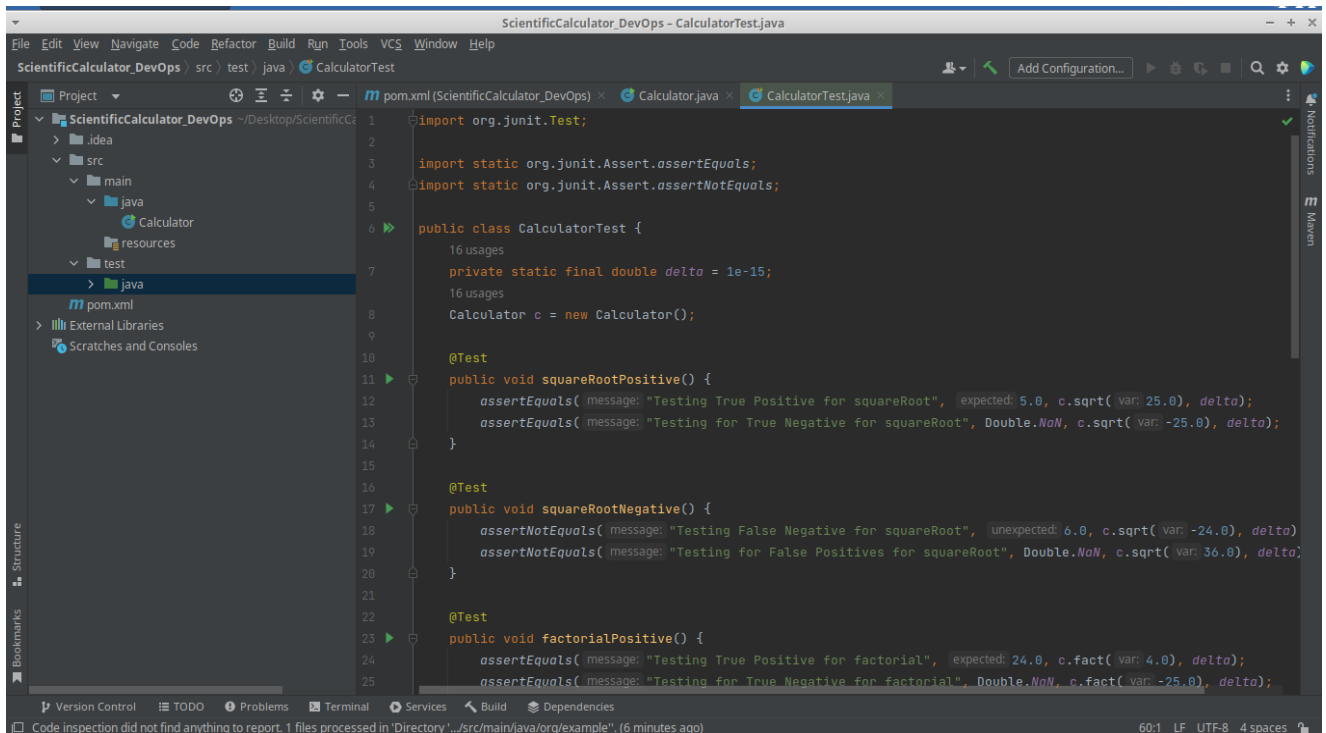 ScientificCalculator_DevOps – CalculatorTest.java
File Edit View Navigate Code Refactor Build Run Tools VCS Window Help
ScientificCalculator_DevOps src test java CalculatorTest
Add Configuration...
Project
pom.xml (ScientificCalculator_DevOps) Calculator.java CalculatorTest.java
Project
ScientificCalculator_DevOps ~/Desktop/ScientificCa
.idea
src
main
java
Calculator
resources
test
java
pom.xml
External Libraries
Scratches and Consoles
Structure
Bookmarks
1 import org.junit.Test;
2
3 import static org.junit.Assert.assertEquals;
4 import static org.junit.Assert.assertNotEquals;
5
6 public class CalculatorTest {
16 usages
7 private static final double delta = 1e-15;
16 usages
8 Calculator c = new Calculator();
9
10 @Test
11 public void squareRootPositive() {
12 assertEquals( message: "Testing True Positive for squareRoot", expected: 5.0, c.sqrt( var: 25.0), delta);
13 assertEquals( message: "Testing for True Negative for squareRoot", Double.NaN, c.sqrt( var: -25.0), delta);
14 }
15
16 @Test
17 public void squareRootNegative() {
18 assertNotEquals( message: "Testing False Negative for squareRoot", unexpected: 6.0, c.sqrt( var: -24.0), delta)
19 assertNotEquals( message: "Testing for False Positives for squareRoot", Double.NaN, c.sqrt( var: 36.0), delta)
20 }
21
22 @Test
23 public void factorialPositive() {
24 assertEquals( message: "Testing True Positive for factorial", expected: 24.0, c.fact( var: 4.0), delta);
25 assertEquals( message: "Testing for True Negative for factorial", Double.NaN, c.fact( var: -25.0), delta);
Notifications
m Maven
Version Control TODO Problems Terminal Services Build Dependencies
Code inspection did not find anything to report. 1 files processed in 'Directory '.../src/main/java/org/example''. (6 minutes ago) 60:1 LF UTF-8 4 spaces